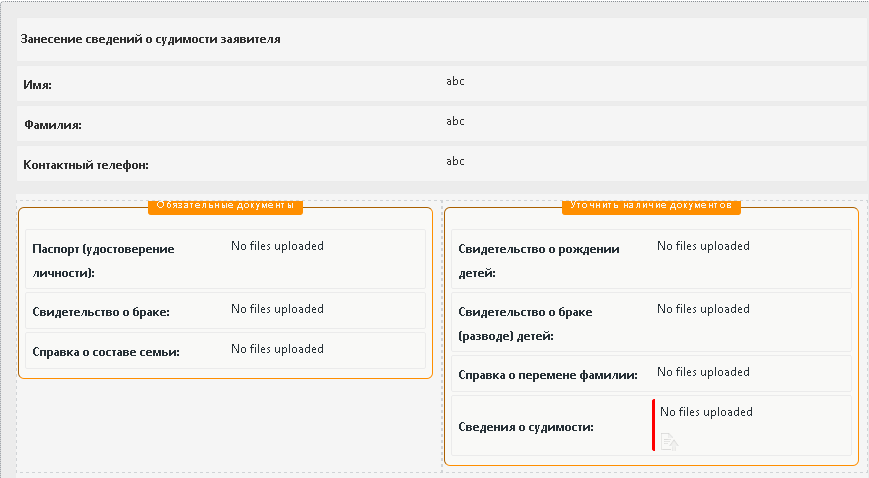 Занесение сведений о судимости заявителя
Имя: abc
Фамилия: abc
Контактный телефон: abc
Обязательные документы
Паспорт (удостоверение No files uploaded
личности):
Свидетельство о браке: No files uploaded
Справка о составе семьи: No files uploaded
Уточнить наличие документов
Свидетельство о рождении No files uploaded
детей:
Свидетельство о браке No files uploaded
(разводе) детей:
Справка о перемене фамилии: No files uploaded
Сведения о судимости: No files uploaded